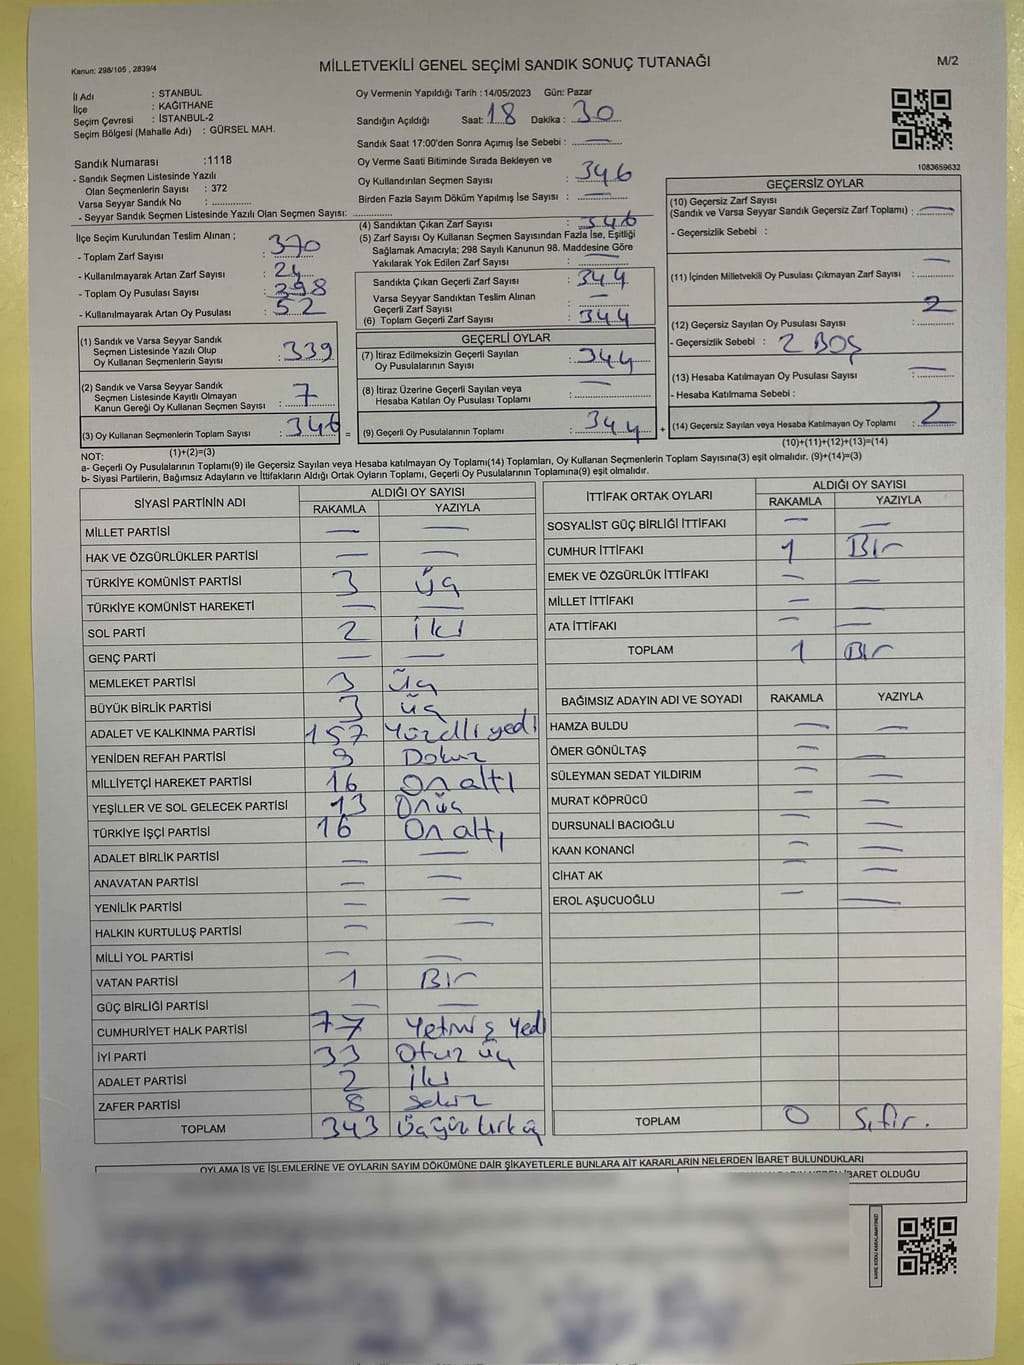 Kanun: 298/105 , 2839/4
MİLLETVEKİLİ GENEL SEÇİMİ SANDIK SONUÇ TUTANAĞI
M/2
İl Adı : STANBUL
İlçe : KAĞITHANE
Seçim Çevresi : İSTANBUL-2
Seçim Bölgesi (Mahalle Adı) : GÜRSEL MAH.
Sandık Numarası :1118
- Sandık Seçmen Listesinde Yazılı
Olan Seçmenlerin Sayısı : 372
Varsa Seyyar Sandık No :
- Seyyar Sandık Seçmen Listesinde Yazılı Olan Seçmen Sayısı:
Oy Vermenin Yapıldığı Tarih :14/05/2023 Gün: Pazar
Sandığın Açıldığı Saat: 18 Dakika : 30
Sandık Saat 17:00'den Sonra Açımış İse Sebebi : —
Oy Verme Saati Bitiminde Sırada Bekleyen ve
Oy Kullandırılan Seçmen Sayısı : 346
Birden Fazla Sayım Döküm Yapılmış İse Sayısı : —
1083659632
İlçe Seçim Kurulundan Teslim Alınan ;
- Toplam Zarf Sayısı : 370
- Kullanılmayarak Artan Zarf Sayısı : 24
- Toplam Oy Pusulası Sayısı : 398
- Kullanılmayarak Artan Oy Pusulası : 52
(4) Sandıktan Çıkan Zarf Sayısı : 346
(5) Zarf Sayısı Oy Kullanan Seçmen Sayısından Fazla İse, Eşitliği
Sağlamak Amacıyla; 298 Sayılı Kanunun 98. Maddesine Göre
Yakılarak Yok Edilen Zarf Sayısı : —
Sandıkta Çıkan Geçerli Zarf Sayısı : 344
Varsa Seyyar Sandıktan Teslim Alınan
Geçerli Zarf Sayısı : —
(6) Toplam Geçerli Zarf Sayısı : 344
GEÇERSİZ OYLAR
(10) Geçersiz Zarf Sayısı
(Sandık ve Varsa Seyyar Sandık Geçersiz Zarf Toplamı) : —
- Geçersizlik Sebebi :
(11) İçinden Milletvekili Oy Pusulası Çıkmayan Zarf Sayısı : —
(12) Geçersiz Sayılan Oy Pusulası Sayısı : 2
- Geçersizlik Sebebi : 2 BOŞ
(13) Hesaba Katılmayan Oy Pusulası Sayısı : —
- Hesaba Katılmama Sebebi :
(14) Geçersiz Sayılan veya Hesaba Katılmayan Oy Toplamı : 2
(10)+(11)+(12)+(13)=(14)
(1) Sandık ve Varsa Seyyar Sandık
Seçmen Listesinde Yazılı Olup
Oy Kullanan Seçmenlerin Sayısı : 339
(2) Sandık ve Varsa Seyyar Sandık
Seçmen Listesinde Kayıtlı Olmayan
Kanun Gereği Oy Kullanan Seçmen Sayısı : 7
(3) Oy Kullanan Seçmenlerin Toplam Sayısı : 346 =
(1)+(2)=(3)
GEÇERLİ OYLAR
(7) İtiraz Edilmeksizin Geçerli Sayılan
Oy Pusulalarının Sayısı : 344
(8) İtiraz Üzerine Geçerli Sayılan veya
Hesaba Katılan Oy Pusulası Toplamı : —
(9) Geçerli Oy Pusulalarının Toplamı : 344 +
NOT:
a- Geçerli Oy Pusulalarının Toplamı(9) ile Geçersiz Sayılan veya Hesaba katılmayan Oy Toplamı(14) Toplamları, Oy Kullanan Seçmenlerin Toplam Sayısına(3) eşit olmalıdır. (9)+(14)=(3)
b- Siyasi Partilerin, Bağımsız Adayların ve İttifakların Aldığı Ortak Oyların Toplamı, Geçerli Oy Pusulalarının Toplamına(9) eşit olmalıdır.
SİYASİ PARTİNİN ADI ALDIĞI OY SAYISI
RAKAMLA YAZIYLA
MİLLET PARTİSİ — —
HAK VE ÖZGÜRLÜKLER PARTİSİ — —
TÜRKİYE KOMÜNİST PARTİSİ 3 üç
TÜRKİYE KOMÜNİST HAREKETİ — —
SOL PARTİ 2 İki
GENÇ PARTİ — —
MEMLEKET PARTİSİ 3 Üç
BÜYÜK BİRLİK PARTİSİ 3 üç
ADALET VE KALKINMA PARTİSİ 157 Yüzelliyedi
YENİDEN REFAH PARTİSİ 9 Dokuz
MİLLİYETÇİ HAREKET PARTİSİ 16 on altı
YEŞİLLER VE SOL GELECEK PARTİSİ 13 Onüç
TÜRKİYE İŞÇİ PARTİSİ 16 On altı
ADALET BİRLİK PARTİSİ — —
ANAVATAN PARTİSİ — —
YENİLİK PARTİSİ — —
HALKIN KURTULUŞ PARTİSİ — —
MİLLİ YOL PARTİSİ — —
VATAN PARTİSİ 1 Bir
GÜÇ BİRLİĞİ PARTİSİ — —
CUMHURİYET HALK PARTİSİ 77 Yetmiş Yedi
İYİ PARTİ 33 Otuz üç
ADALET PARTİSİ 2 İki
ZAFER PARTİSİ 8 Sekiz
TOPLAM 343 Üçyüz kırk üç
İTTİFAK ORTAK OYLARI ALDIĞI OY SAYISI
RAKAMLA YAZIYLA
SOSYALİST GÜÇ BİRLİĞİ İTTİFAKI — —
CUMHUR İTTİFAKI 1 Bir
EMEK VE ÖZGÜRLÜK İTTİFAKI — —
MİLLET İTTİFAKI —
ATA İTTİFAKI — —
TOPLAM 1 Bir
BAĞIMSIZ ADAYIN ADI VE SOYADI RAKAMLA YAZIYLA
HAMZA BULDU — —
ÖMER GÖNÜLTAŞ — —
SÜLEYMAN SEDAT YILDIRIM — —
MURAT KÖPRÜCÜ — —
DURSUNALİ BACIOĞLU — —
KAAN KONANCİ — —
CİHAT AK — —
EROL AŞUCUOĞLU — —
TOPLAM 0 Sıfır.
OYLAMA İŞ VE İŞLEMLERİNE VE OYLARIN SAYIM DÖKÜMÜNE DAİR ŞİKAYETLERLE BUNLARA AİT KARARLARIN NELERDEN İBARET BULUNDUKLARI
İBARET OLDUĞU